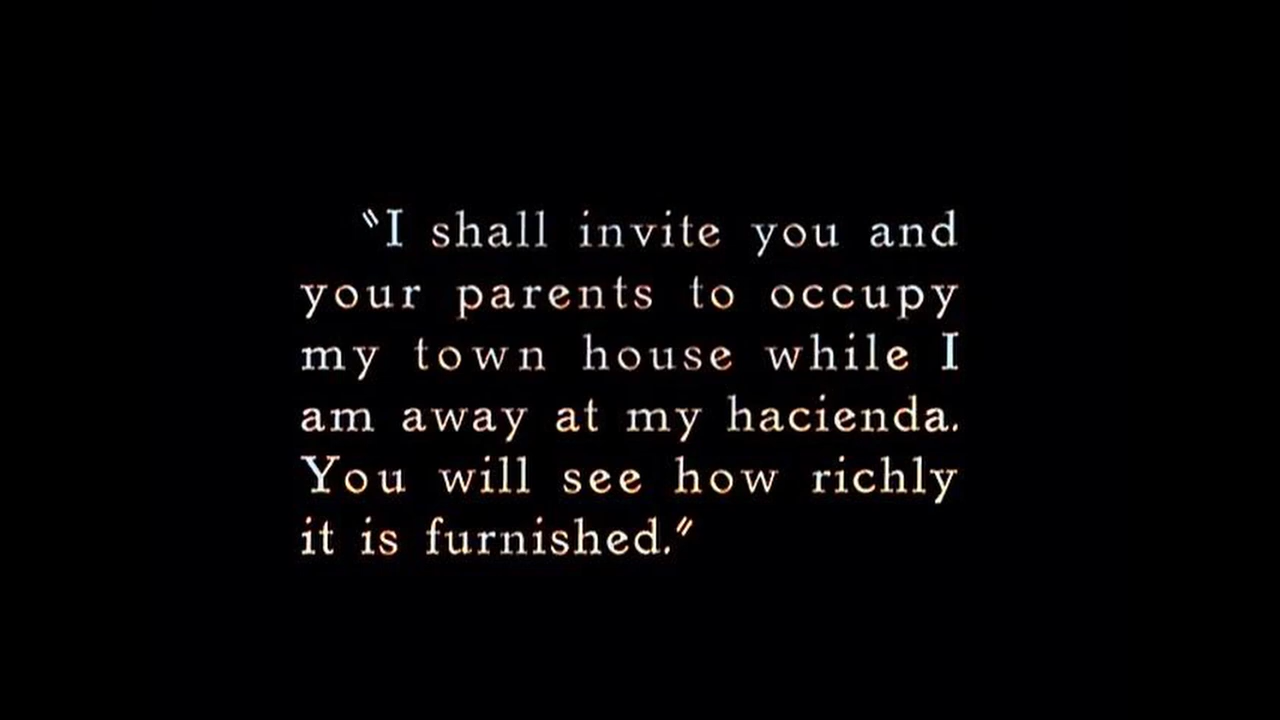 "I shall invite you and
your parents to occupy
my town house while I
am away at my hacienda.
You will see how richly
it is furnished."